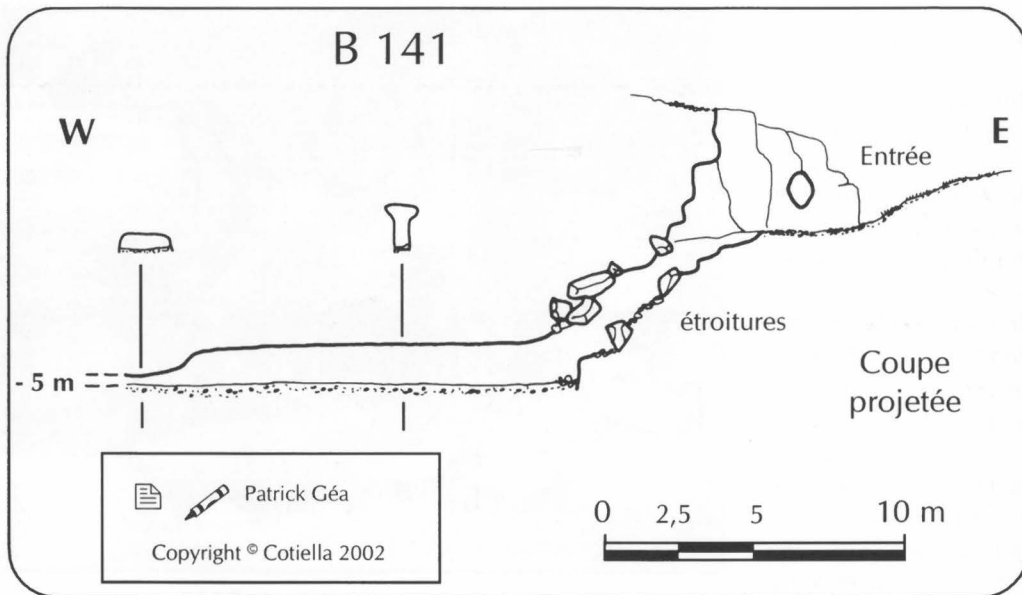 B 141
W
E
Entrée
étroitures
- 5 m
Coupe
projetée
Patrick Géa
Copyright © Cotiella 2002
0 2,5 5 10 m